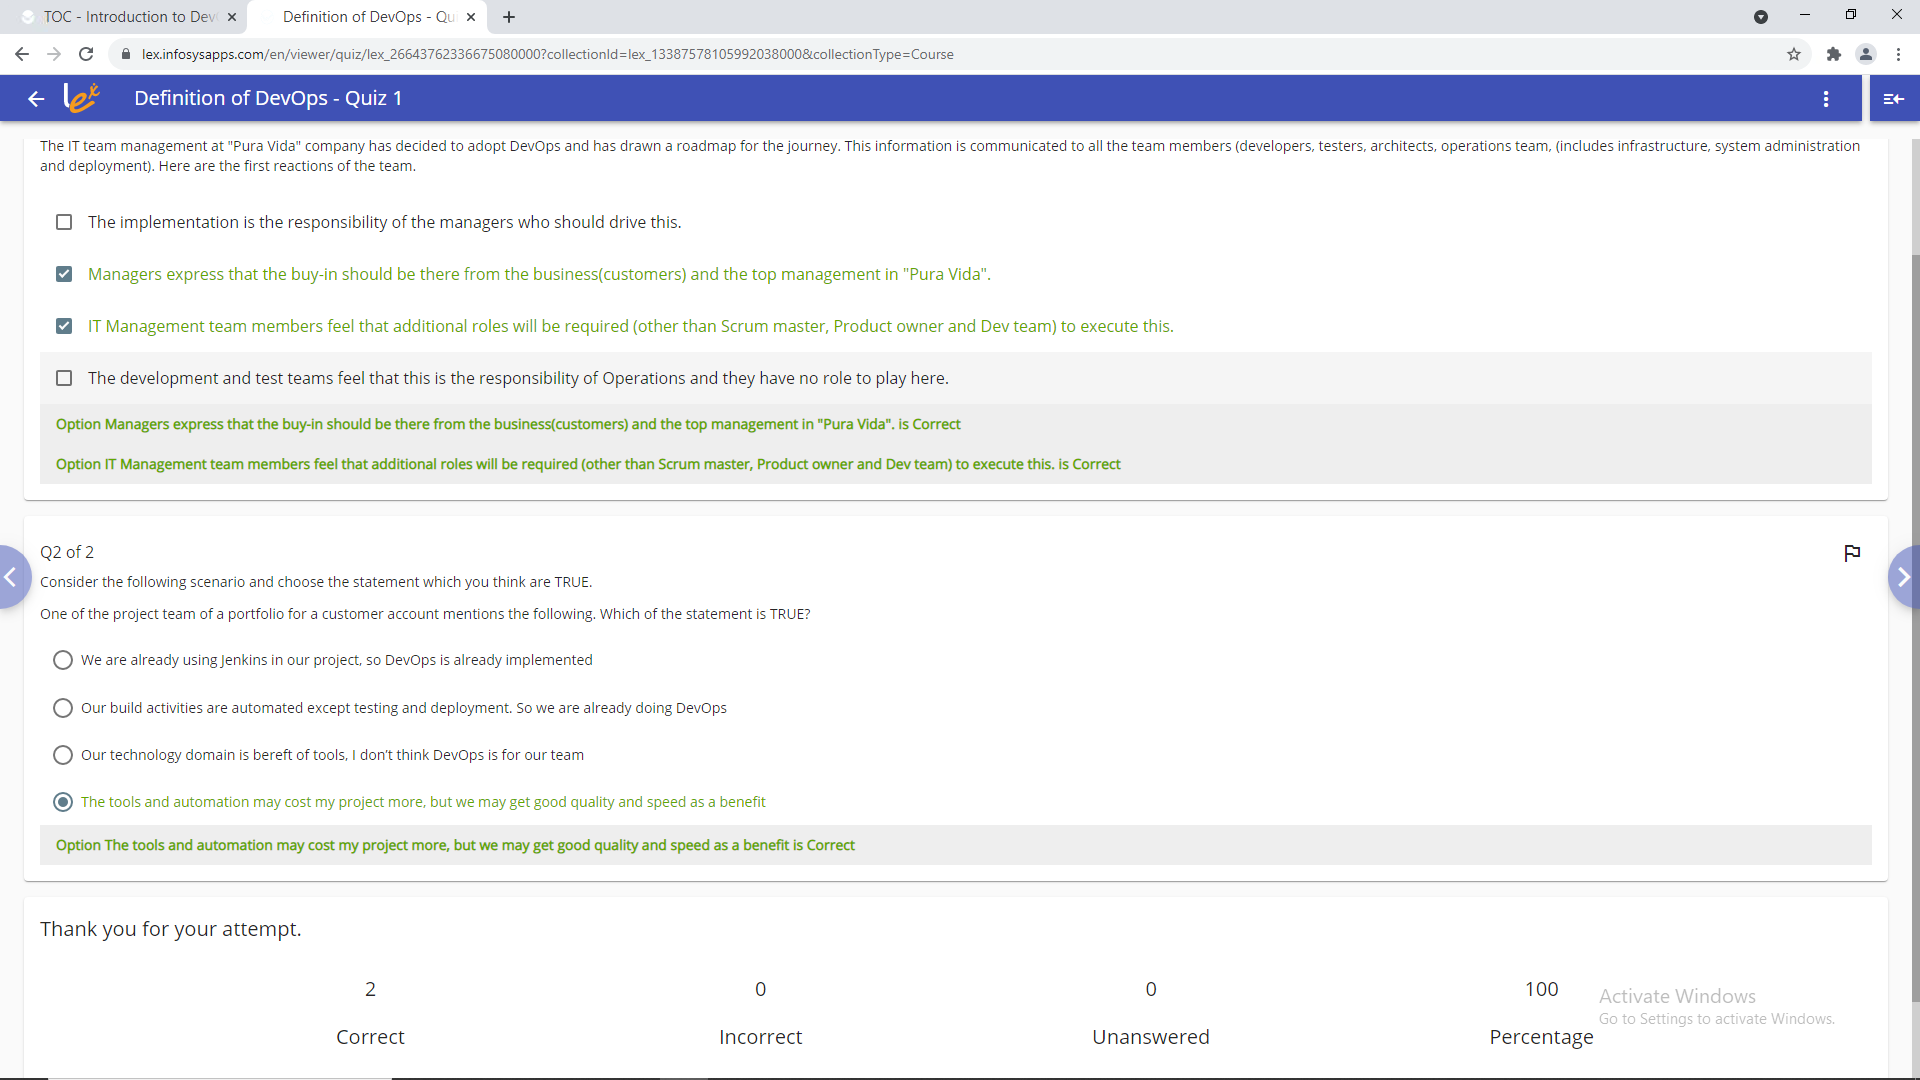 TOC - Introduction to Dev
Definition of DevOps - Qu
lex.infosysapps.com/en/viewer/quiz/lex_26643762336675080000?collectionId=lex_13387578105992038000&collectionType=Course
lex
Definition of DevOps - Quiz 1
The IT team management at "Pura Vida" company has decided to adopt DevOps and has drawn a roadmap for the journey. This information is communicated to all the team members (developers, testers, architects, operations team, (includes infrastructure, system administration
and deployment). Here are the first reactions of the team.
The implementation is the responsibility of the managers who should drive this.
Managers express that the buy-in should be there from the business(customers) and the top management in "Pura Vida".
IT Management team members feel that additional roles will be required (other than Scrum master, Product owner and Dev team) to execute this.
The development and test teams feel that this is the responsibility of Operations and they have no role to play here.
Option Managers express that the buy-in should be there from the business(customers) and the top management in "Pura Vida". is Correct
Option IT Management team members feel that additional roles will be required (other than Scrum master, Product owner and Dev team) to execute this. is Correct
Q2 of 2
Consider the following scenario and choose the statement which you think are TRUE.
One of the project team of a portfolio for a customer account mentions the following. Which of the statement is TRUE?
We are already using Jenkins in our project, so DevOps is already implemented
Our build activities are automated except testing and deployment. So we are already doing DevOps
Our technology domain is bereft of tools, I don't think DevOps is for our team
The tools and automation may cost my project more, but we may get good quality and speed as a benefit
Option The tools and automation may cost my project more, but we may get good quality and speed as a benefit is Correct
Thank you for your attempt.
2
0
0
100
Correct
Incorrect
Unanswered
Percentage
Activate Windows
Go to Settings to activate Windows.